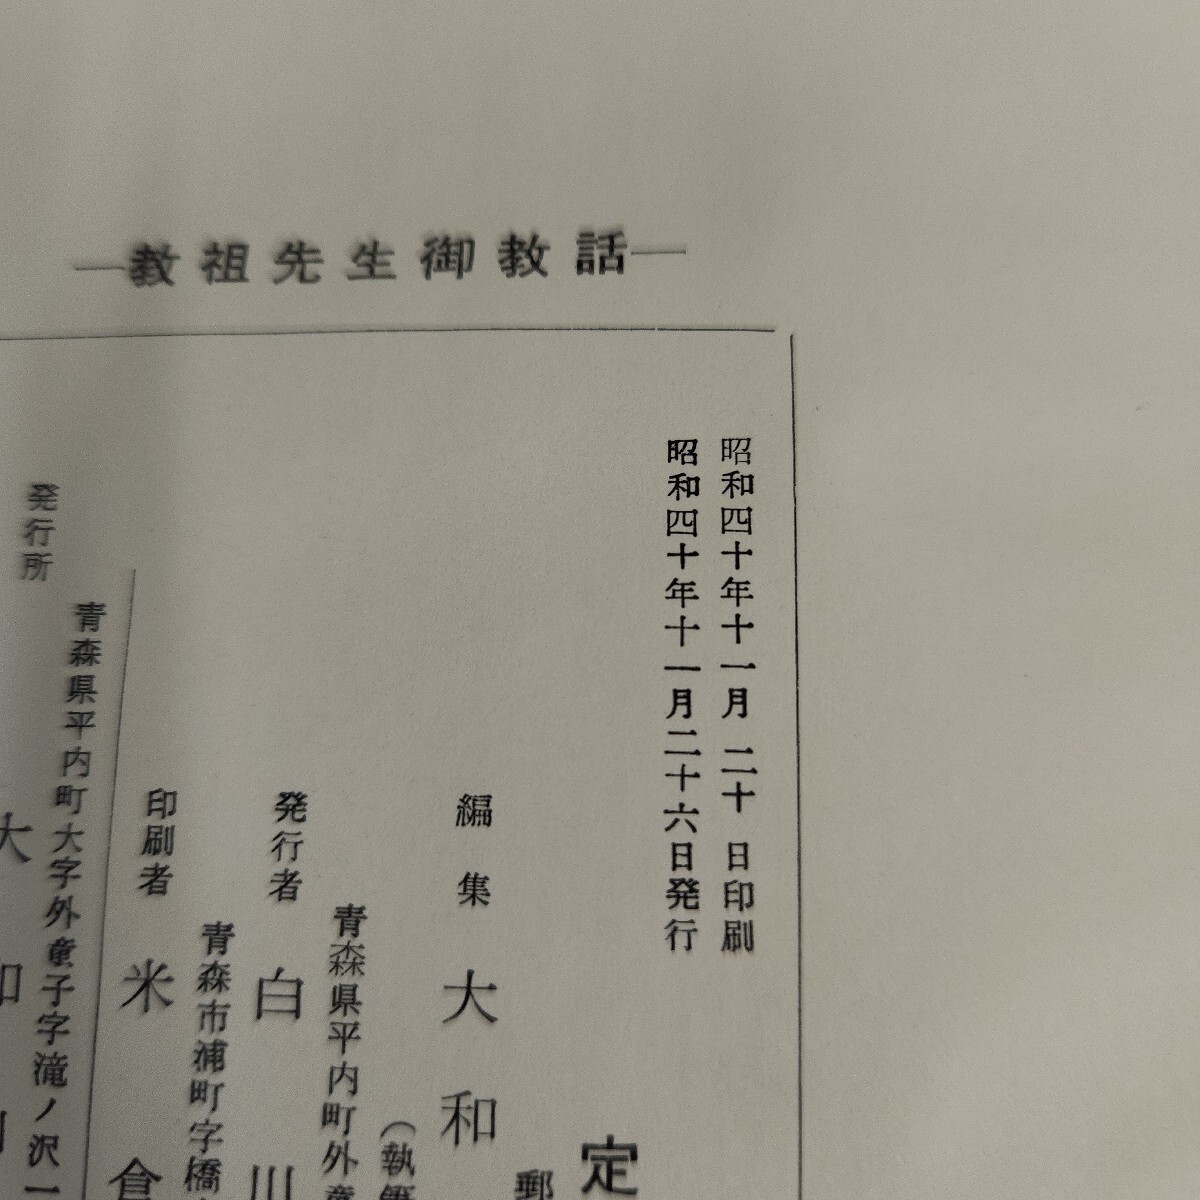 教祖先生御教話
昭和四十年十一月二十日印刷
昭和四十年十一月二十六日発行
定
郵
編集 大和
(執筆
青森県平内町外童
発行者 白川
青森市浦町字橋
印刷者 米倉
青森県平内町大字外童子字滝ノ沢一
発行所
大和山